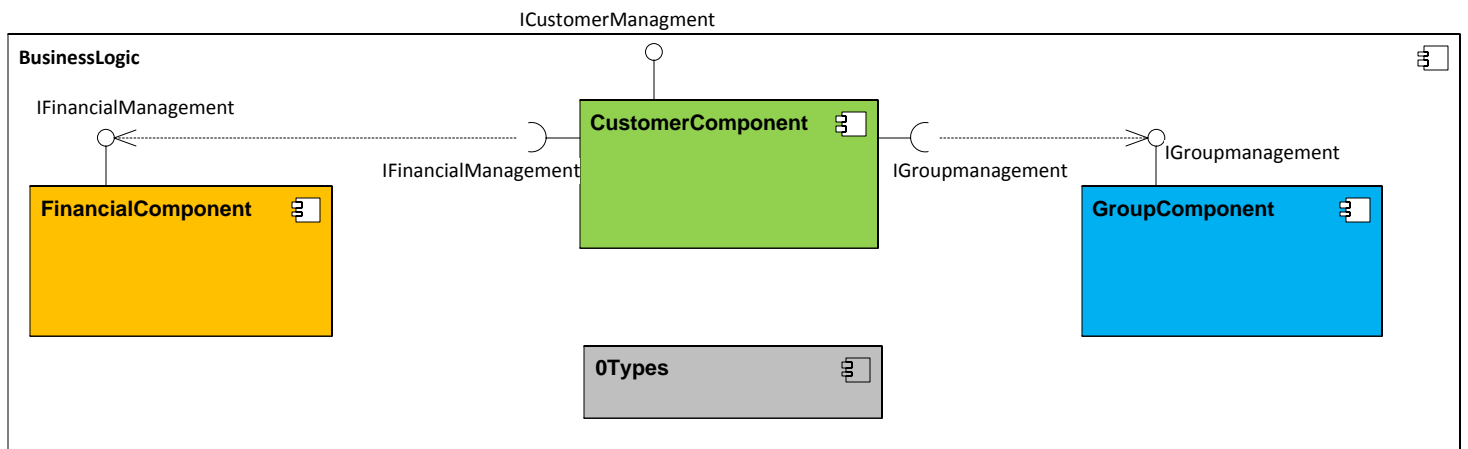 ICustomerManagment
BusinessLogic
IFinancialManagement
CustomerComponent
IFinancialManagement
IGroupmanagement
IGroupmanagement
FinancialComponent
GroupComponent
0Types